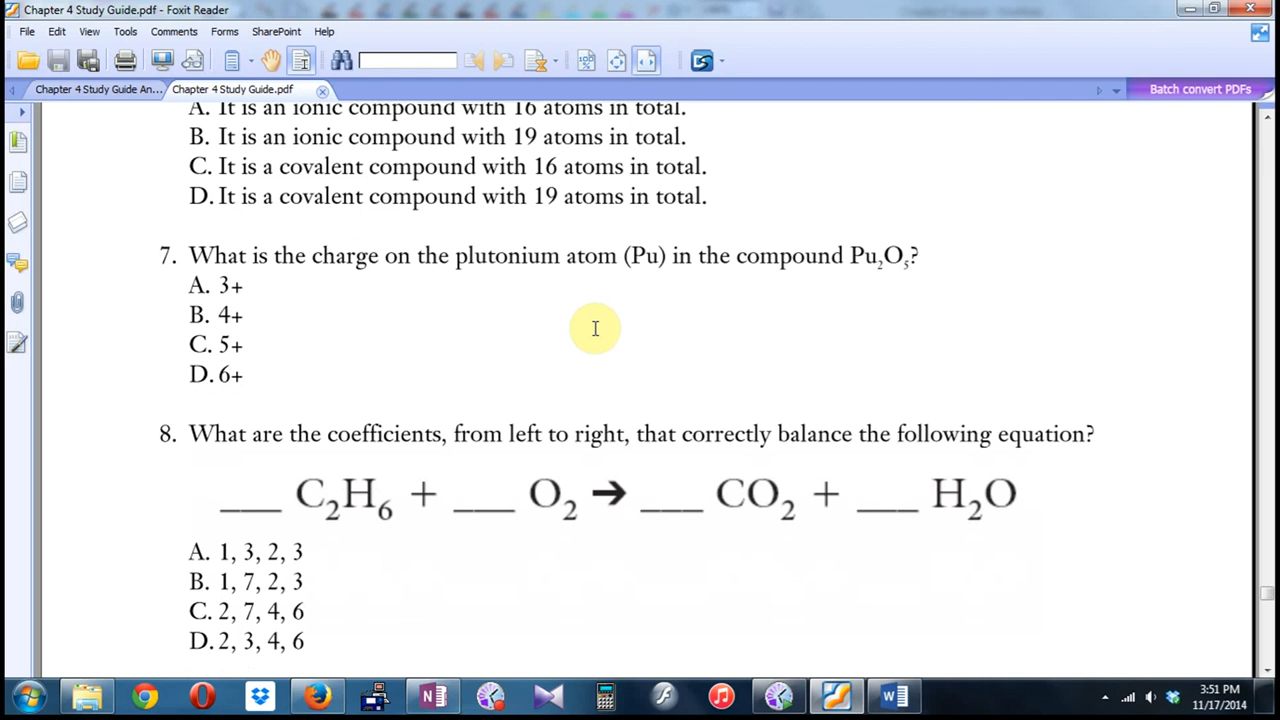 Chapter 4 Study Guide.pdf - Foxit Reader
File Edit View Tools Comments Forms SharePoint Help
Chapter 4 Study Guide An... Chapter 4 Study Guide.pdf Batch convert PDFs
A. It is an ionic compound with 16 atoms in total.
B. It is an ionic compound with 19 atoms in total.
C. It is a covalent compound with 16 atoms in total.
D. It is a covalent compound with 19 atoms in total.
7. What is the charge on the plutonium atom (Pu) in the compound Pu₂O₅?
A. 3+
B. 4+
C. 5+
D. 6+
8. What are the coefficients, from left to right, that correctly balance the following equation?
___ C₂H₆ + ___ O₂ ➔ ___ CO₂ + ___ H₂O
A. 1, 3, 2, 3
B. 1, 7, 2, 3
C. 2, 7, 4, 6
D. 2, 3, 4, 6
3:51 PM
11/17/2014